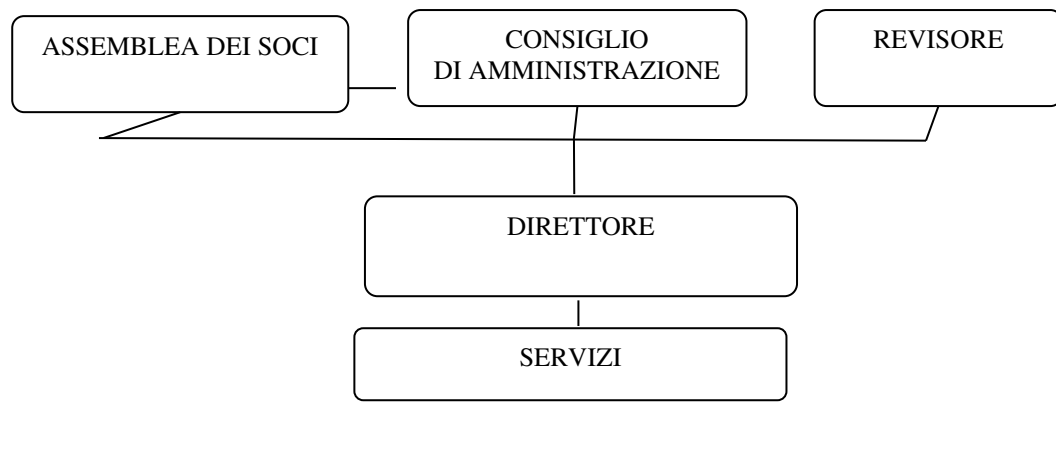 ASSEMBLEA DEI SOCI
CONSIGLIO
DI AMMINISTRAZIONE
REVISORE
DIRETTORE
SERVIZI